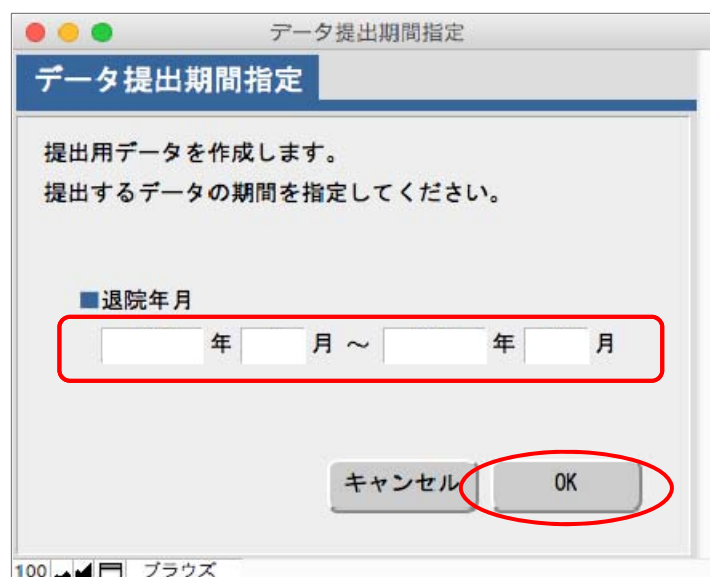 データ提出期間指定
データ提出期間指定
提出用データを作成します。
提出するデータの期間を指定してください。
■退院年月
年 月 ～ 年 月
キャンセル OK
100 ブラウズ